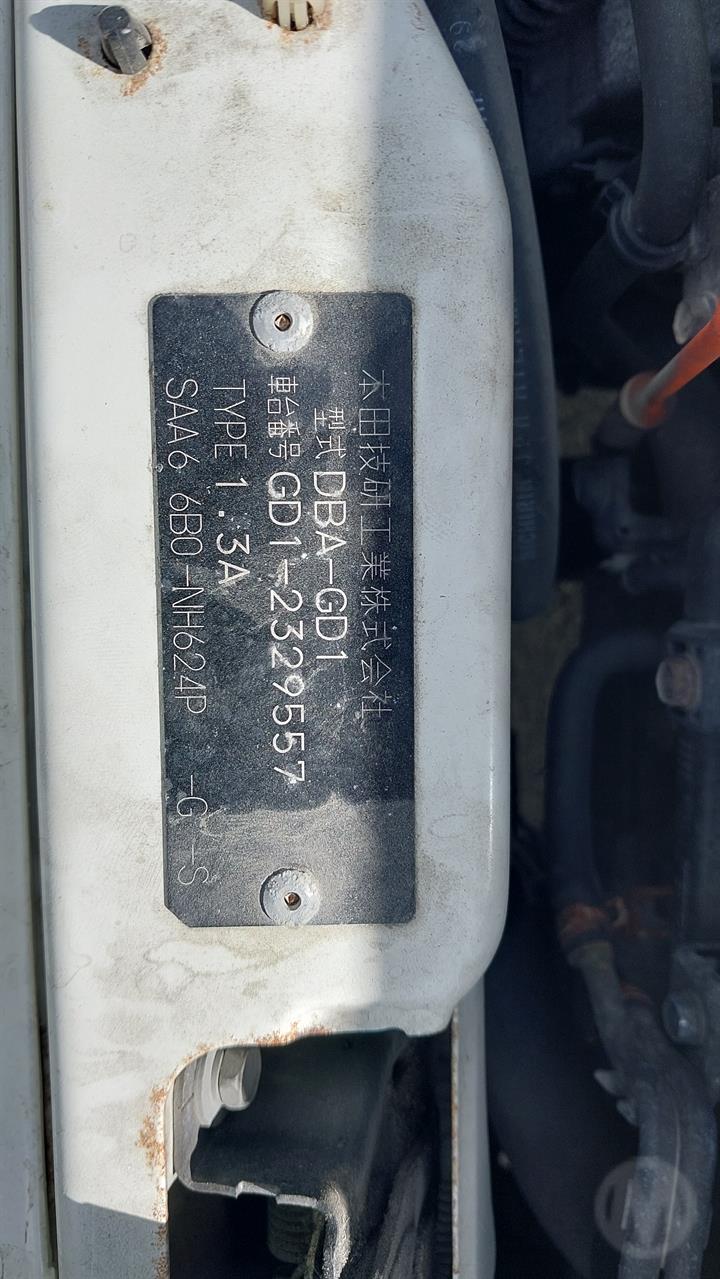 本田技研工業株式会社
型式 DBA-GD1
車台番号 GD1-2329557
TYPE 1.3A
SAA6 6B0-NH624P -G -S